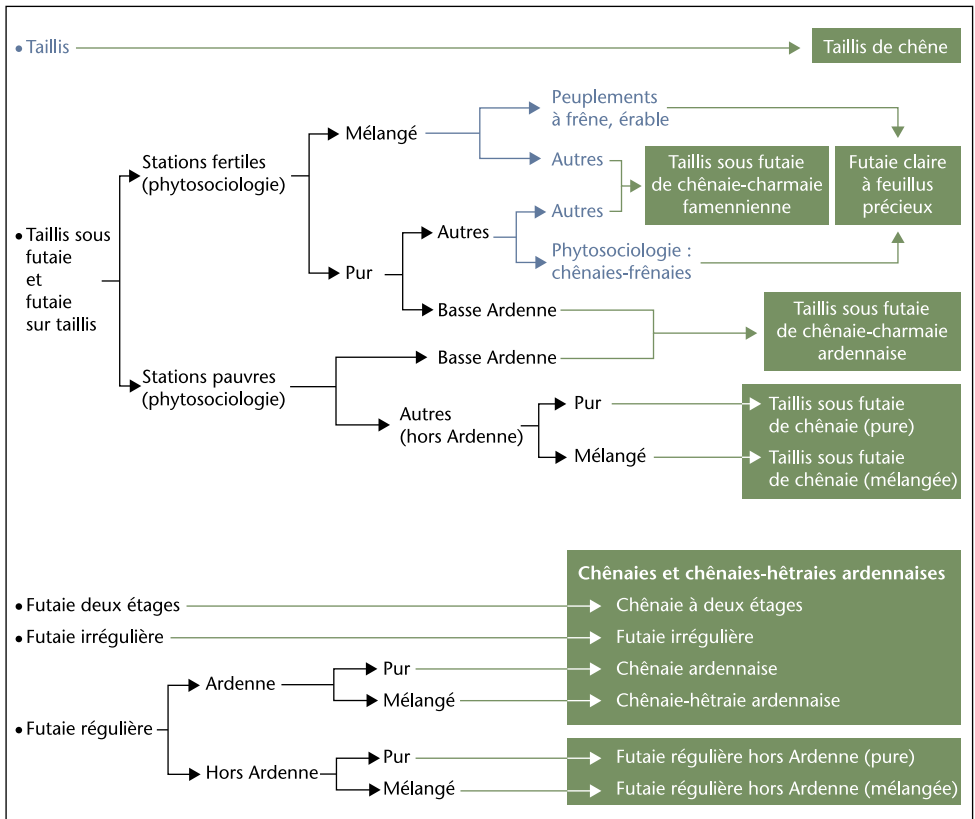 • Taillis
Taillis de chêne
Peuplements
à frêne, érable
Mélangé
Stations fertiles
(phytosociologie)
Autres
Taillis sous futaie
de chênaie-charmaie
famennienne
Futaie claire
à feuillus
précieux
Autres
• Taillis sous
futaie
et
futaie
sur taillis
Autres
Pur
Phytosociologie :
chênaies-frênaies
Basse Ardenne
Taillis sous futaie
de chênaie-charmaie
ardennaise
Basse Ardenne
Stations pauvres
(phytosociologie)
Autres
(hors Ardenne)
Pur
Taillis sous futaie
de chênaie (pure)
Mélangé
Taillis sous futaie
de chênaie (mélangée)
Chênaies et chênaies-hêtraies ardennaises
• Futaie deux étages
Chênaie à deux étages
• Futaie irrégulière
Futaie irrégulière
Ardenne
Pur
Chênaie ardennaise
Mélangé
Chênaie-hêtraie ardennaise
• Futaie régulière
Hors Ardenne
Pur
Futaie régulière hors Ardenne (pure)
Mélangé
Futaie régulière hors Ardenne (mélangée)